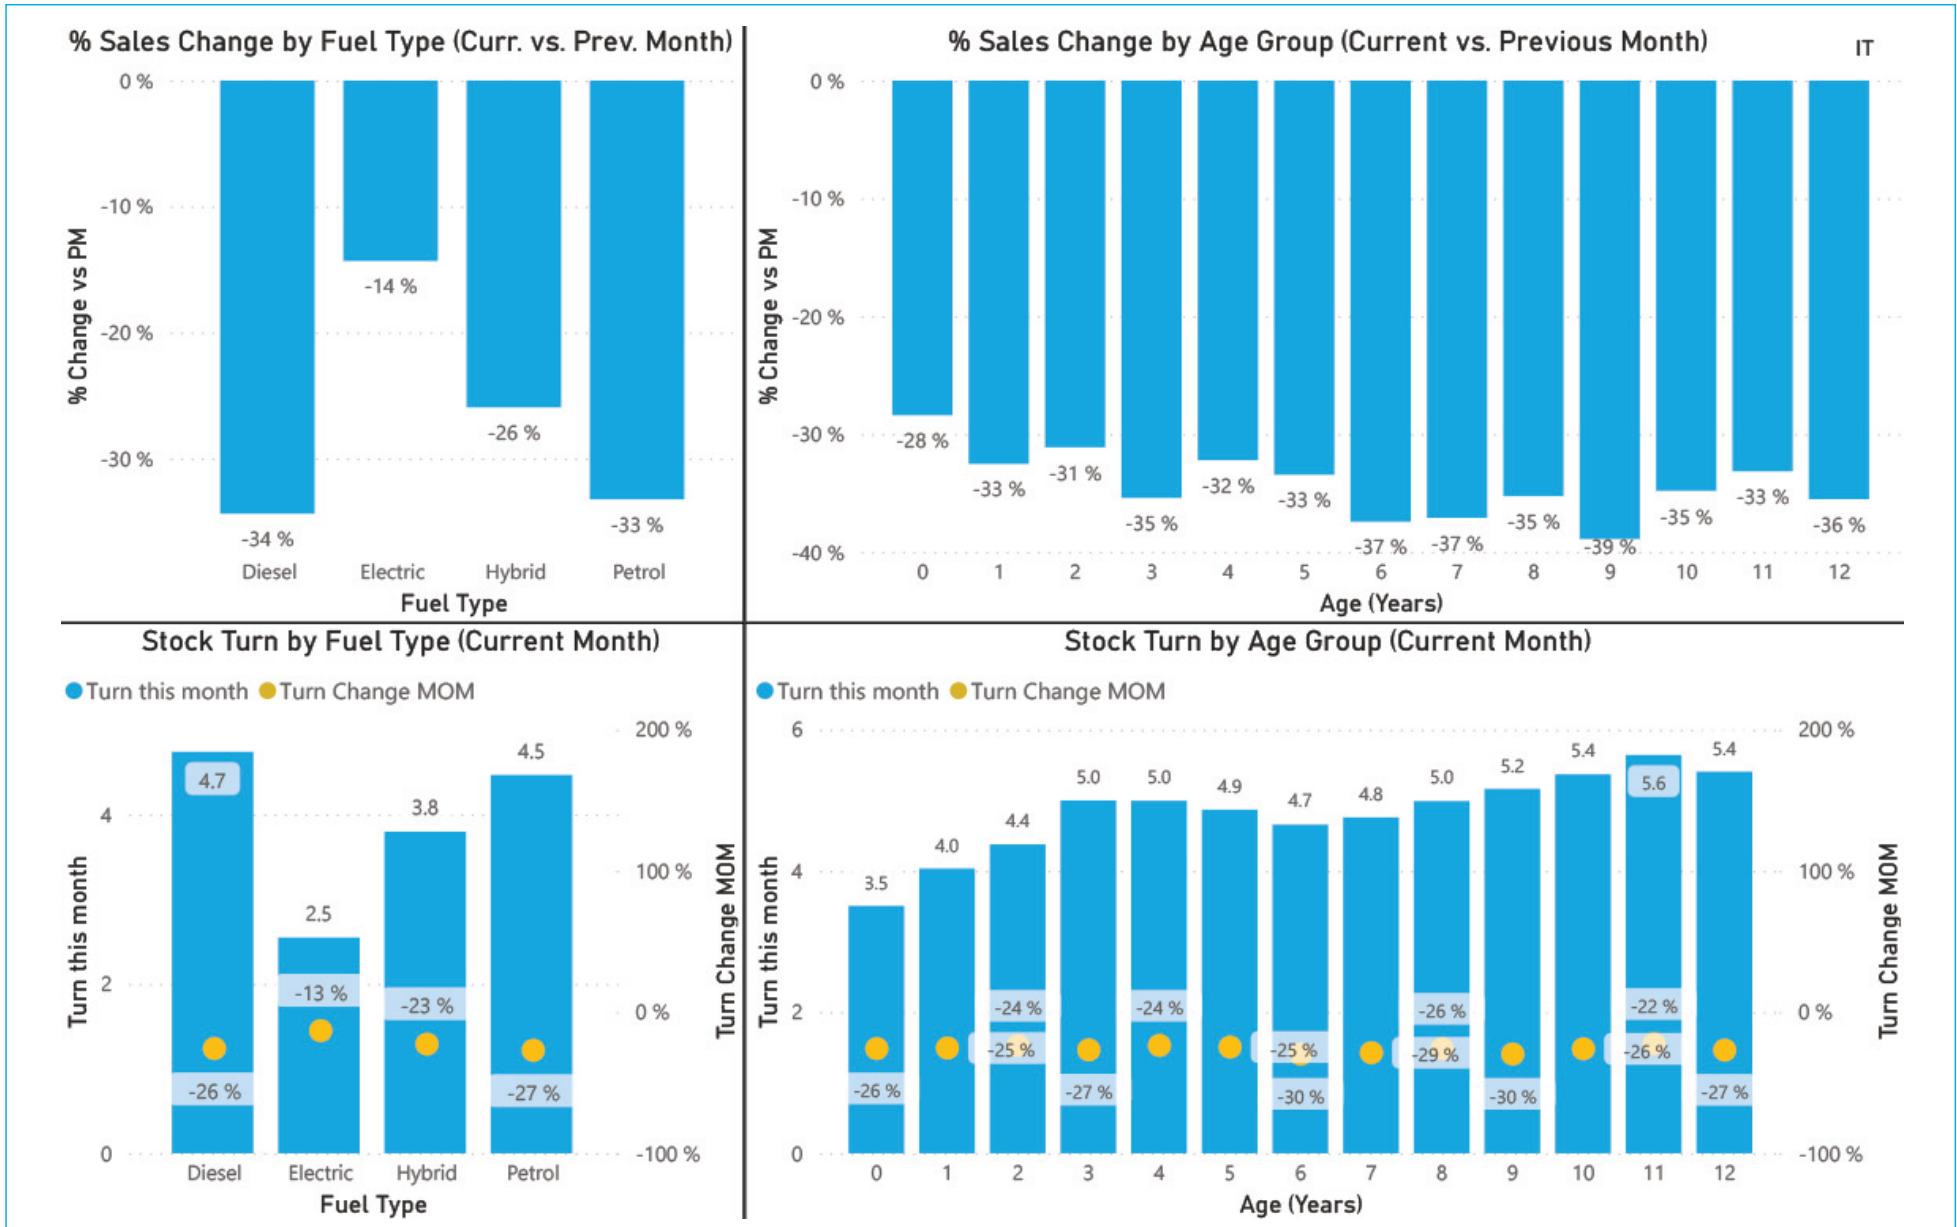 % Sales Change by Fuel Type (Curr. vs. Prev. Month)
0 %
-10 %
-20 %
-30 %
% Change vs PM
-34 %
-14 %
-26 %
-33 %
Diesel Electric Hybrid Petrol
Fuel Type
% Sales Change by Age Group (Current vs. Previous Month)
IT
0 %
-10 %
-20 %
-30 %
-40 %
% Change vs PM
-28 % -33 % -31 % -35 % -32 % -33 % -37 % -37 % -35 % -39 % -35 % -33 % -36 %
0 1 2 3 4 5 6 7 8 9 10 11 12
Age (Years)
Stock Turn by Fuel Type (Current Month)
Turn this month Turn Change MOM
4
2
0
Turn this month
4.7 2.5 3.8 4.5
-26 % -13 % -23 % -27 %
200 %
100 %
0 %
-100 %
Turn Change MOM
Diesel Electric Hybrid Petrol
Fuel Type
Stock Turn by Age Group (Current Month)
Turn this month Turn Change MOM
6
4
2
0
Turn this month
3.5 4.0 4.4 5.0 5.0 4.9 4.7 4.8 5.0 5.2 5.4 5.6 5.4
-24 % -24 % -26 % -22 %
-25 % -25 % -29 % -26 %
-26 % -27 % -30 % -30 % -27 %
200 %
100 %
0 %
-100 %
Turn Change MOM
0 1 2 3 4 5 6 7 8 9 10 11 12
Age (Years)